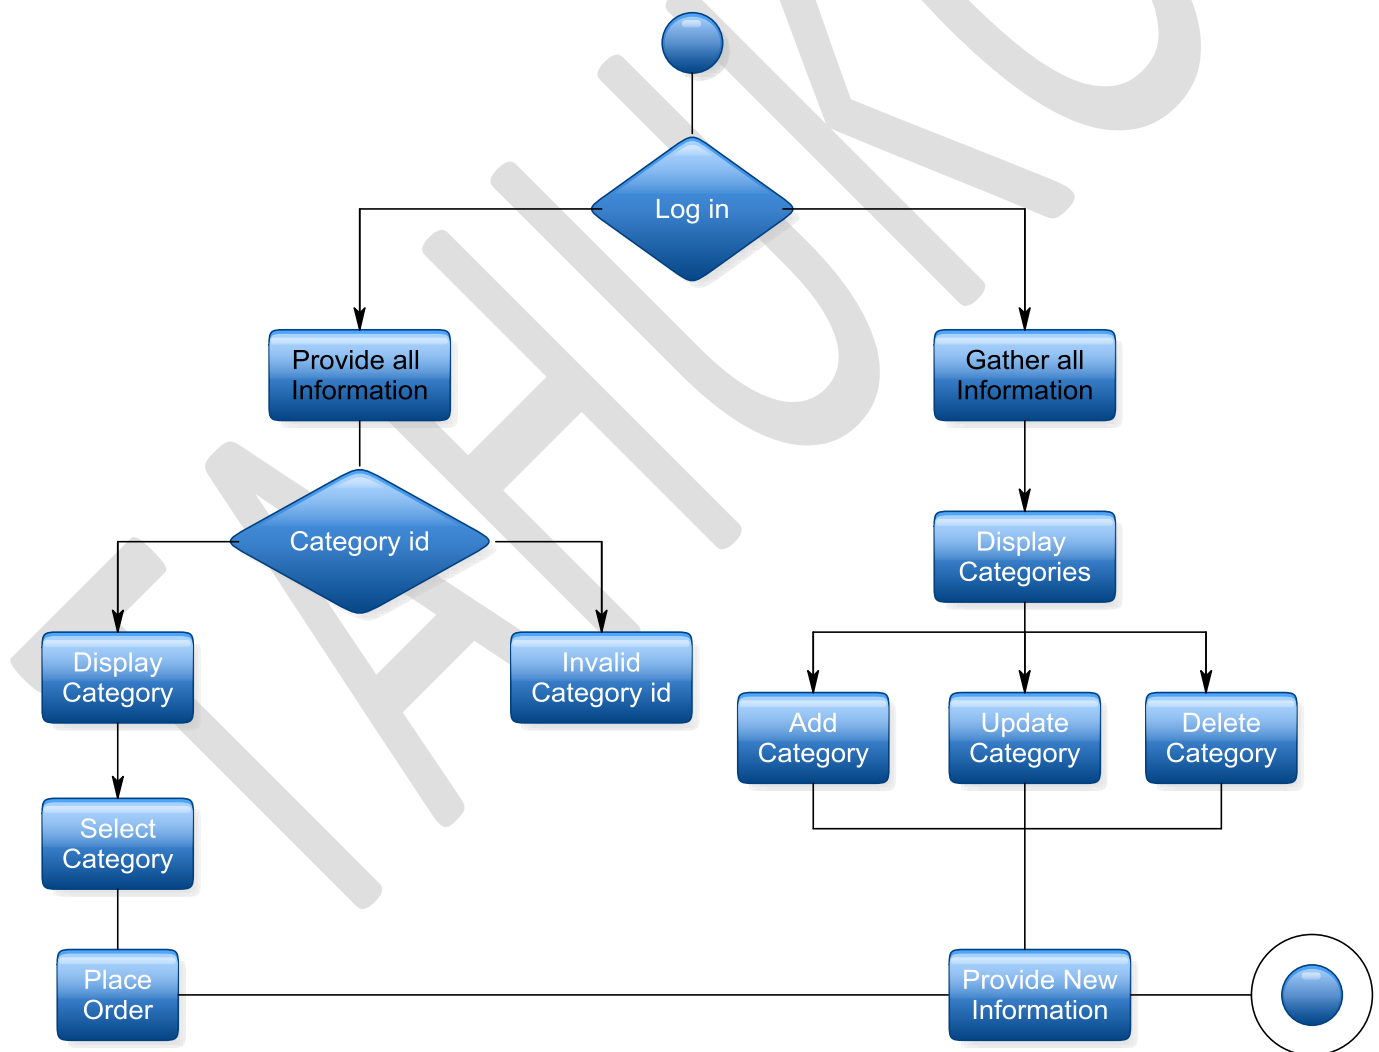 Log in
Provide all
Information
Gather all
Information
Category id
Display
Categories
Display
Category
Invalid
Category id
Add
Category
Update
Category
Delete
Category
Select
Category
Place
Order
Provide New
Information